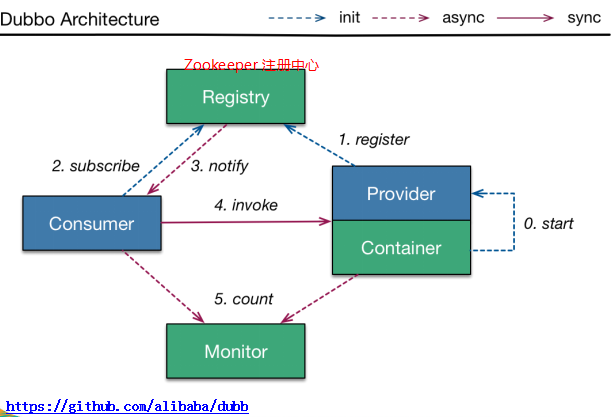 Dubbo Architecture
init
async
sync
Zookeeper 注册中心
Registry
1. register
2. subscribe
3. notify
Provider
4. invoke
Consumer
0. start
Container
5. count
Monitor
https://github.com/alibaba/dubb